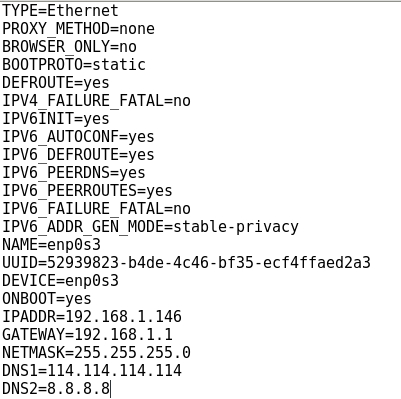 TYPE=Ethernet
PROXY_METHOD=none
BROWSER_ONLY=no
BOOTPROTO=static
DEFROUTE=yes
IPV4_FAILURE_FATAL=no
IPV6INIT=yes
IPV6_AUTOCONF=yes
IPV6_DEFROUTE=yes
IPV6_PEERDNS=yes
IPV6_PEERROUTES=yes
IPV6_FAILURE_FATAL=no
IPV6_ADDR_GEN_MODE=stable-privacy
NAME=enp0s3
UUID=52939823-b4de-4c46-bf35-ecf4ffaed2a3
DEVICE=enp0s3
ONBOOT=yes
IPADDR=192.168.1.146
GATEWAY=192.168.1.1
NETMASK=255.255.255.0
DNS1=114.114.114.114
DNS2=8.8.8.8